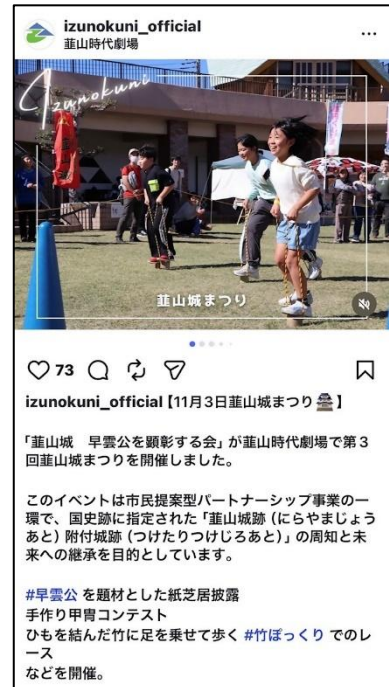 izunokuni_official
韮山時代劇場
Izunokuni
韮山城まつり
73
izunokuni_official【11月3日韮山城まつり🏯】
「韮山城　早雲公を顕彰する会」が韮山時代劇場で第3
回韮山城まつりを開催しました。
このイベントは市民提案型パートナーシップ事業の一
環で、国史跡に指定された「韮山城跡（にらやまじょう
あと）附付城跡（つけたりつけじろあと）」の周知と未
来への継承を目的としています。
#早雲公 を題材とした紙芝居披露
手作り甲冑コンテスト
ひもを結んだ竹に足を乗せて歩く #竹ぽっくり でのレ
ース
などを開催。